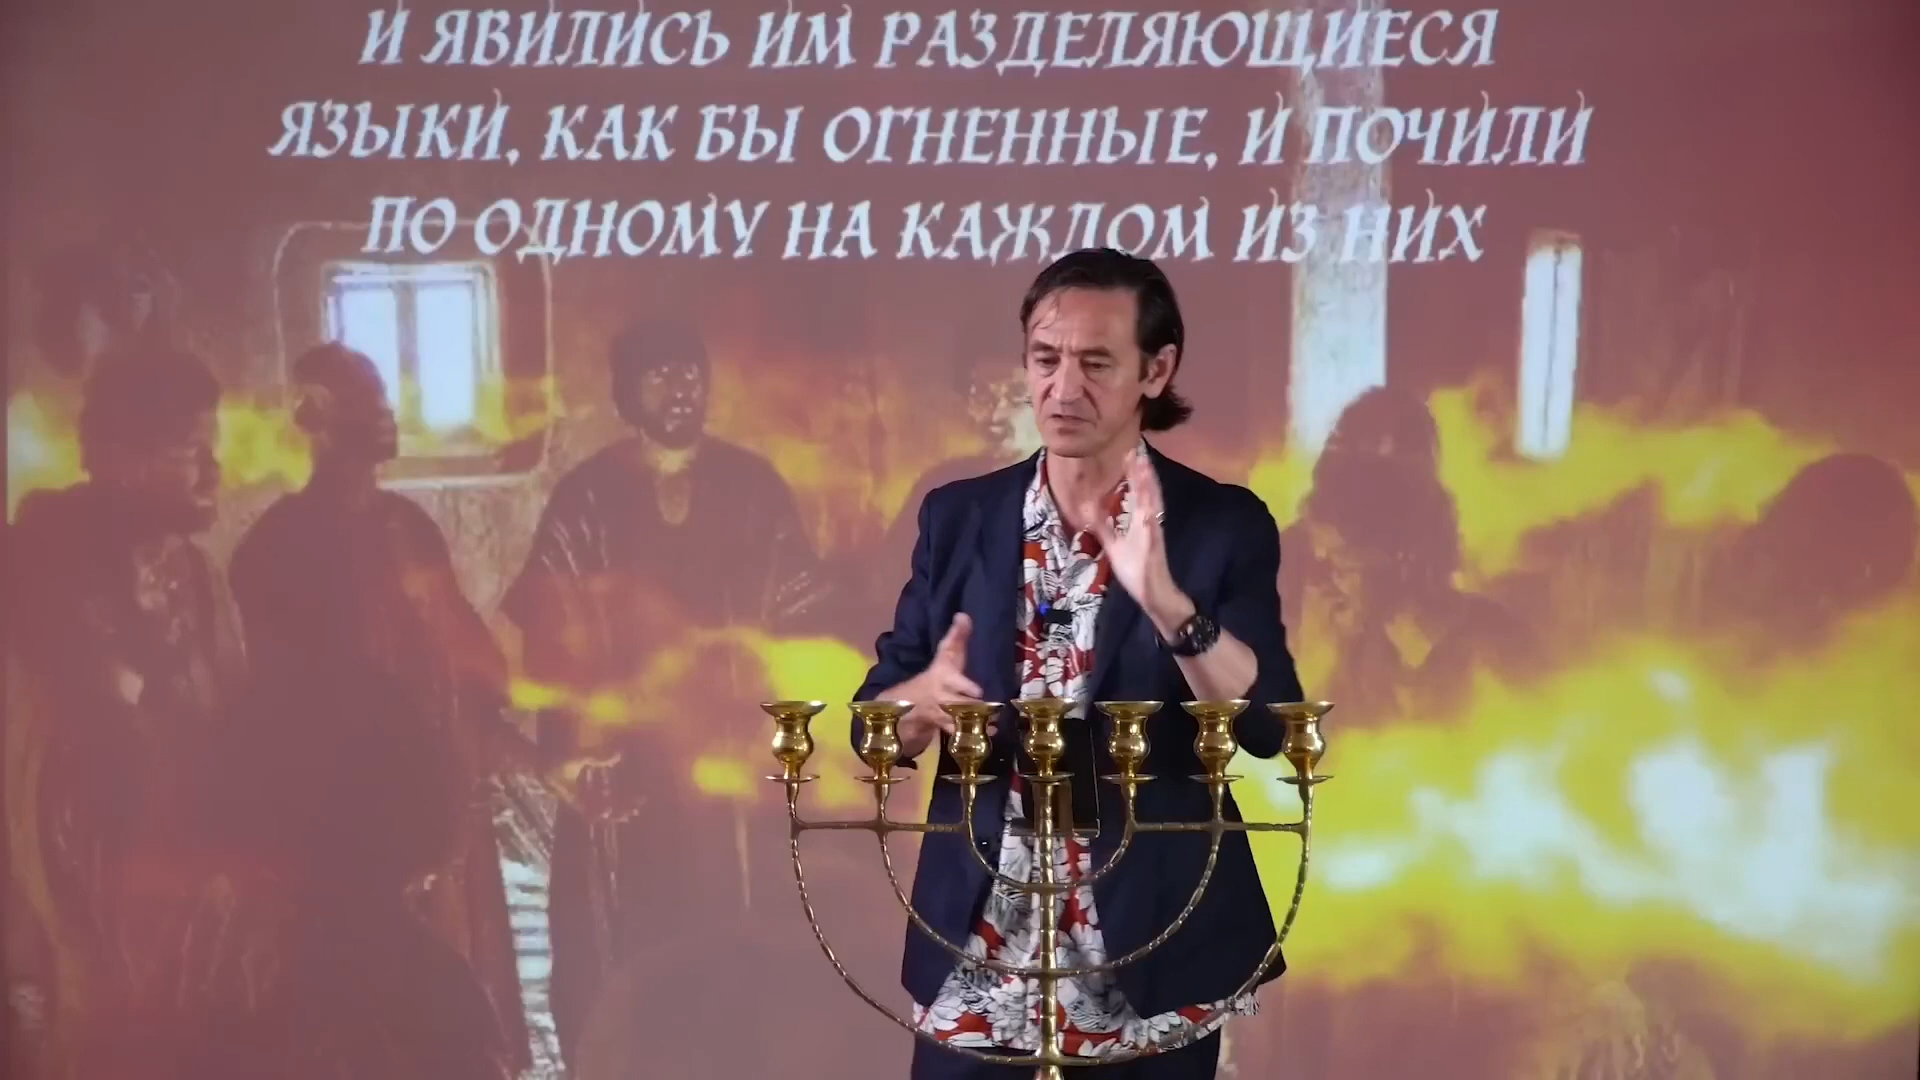 И ЯВИЛИСЬ ИМ РАЗДЕЛЯЮЩИЕСЯ
ЯЗЫКИ, КАК БЫ ОГНЕННЫЕ, И ПОЧИЛИ
ПО ОДНОМУ НА КАЖДОМ ИЗ НИХ